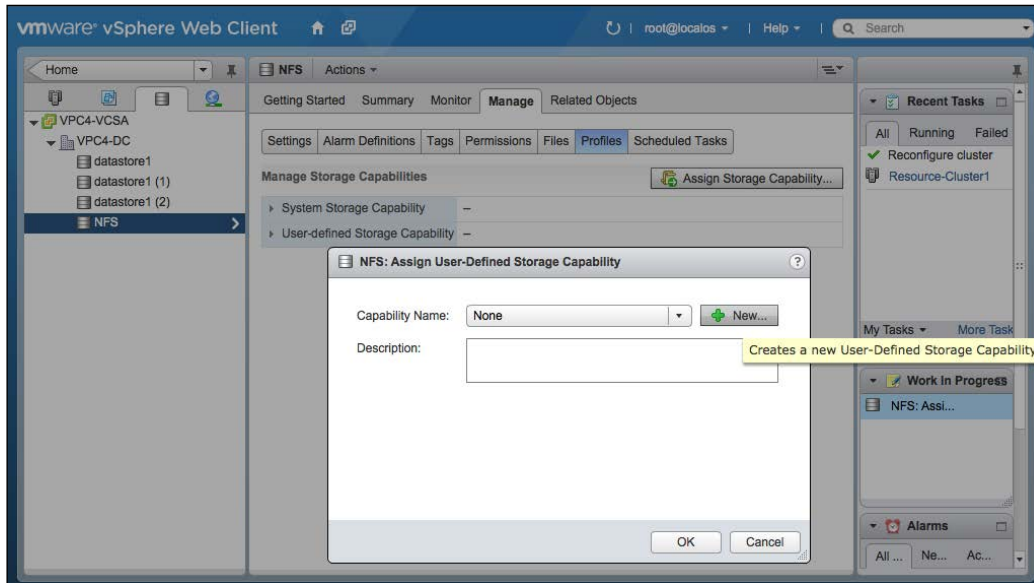 vmware® vSphere Web Client
root@localos
Help
Search
Home
NFS Actions
Getting Started Summary Monitor Manage Related Objects
VPC4-VCSA
VPC4-DC
datastore1
datastore1 (1)
datastore1 (2)
NFS
Settings Alarm Definitions Tags Permissions Files Profiles Scheduled Tasks
Manage Storage Capabilities
Assign Storage Capability...
System Storage Capability –
User-defined Storage Capability –
NFS: Assign User-Defined Storage Capability
Capability Name: None New...
Description:
Creates a new User-Defined Storage Capability
OK Cancel
Recent Tasks
All Running Failed
Reconfigure cluster
Resource-Cluster1
My Tasks More Task
Work In Progress
NFS: Assi...
Alarms
All ... Ne... Ac...